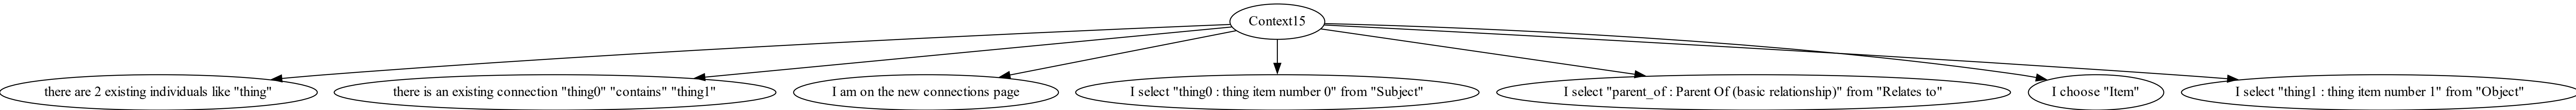 Context15
there are 2 existing individuals like "thing"
there is an existing connection "thing0" "contains" "thing1"
I am on the new connections page
I select "thing0 : thing item number 0" from "Subject"
I select "parent_of : Parent Of (basic relationship)" from "Relates to"
I choose "Item"
I select "thing1 : thing item number 1" from "Object"